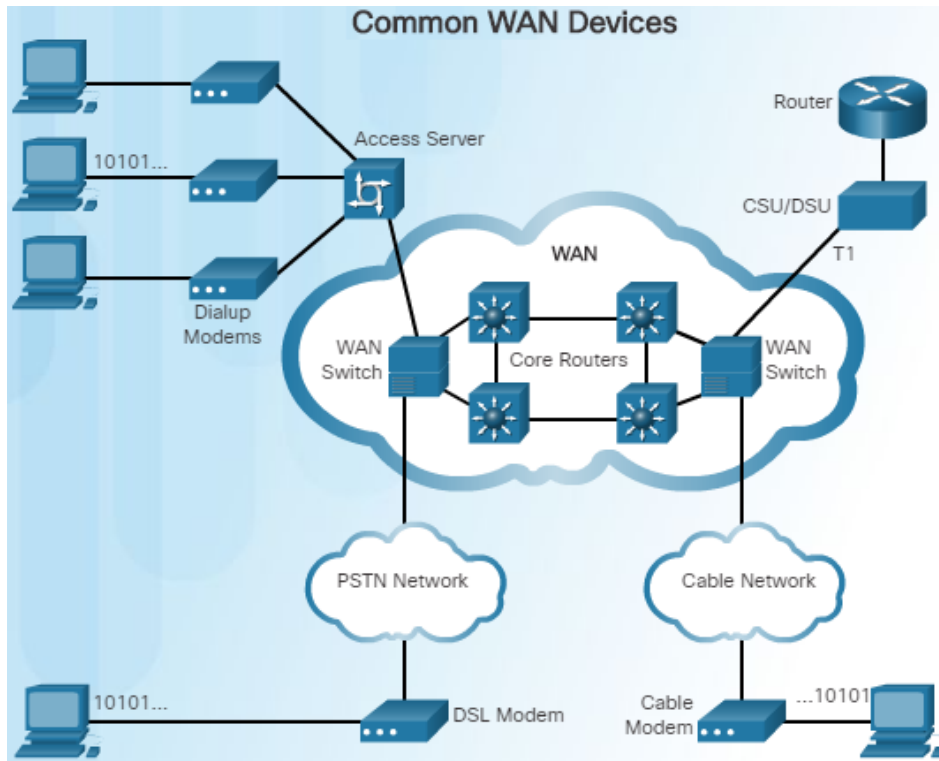 Common WAN Devices
Router
Access Server
10101...
CSU/DSU
T1
WAN
Dialup
Modems
WAN
Switch
Core Routers
WAN
Switch
PSTN Network
Cable Network
10101...
DSL Modem
Cable
Modem
...10101